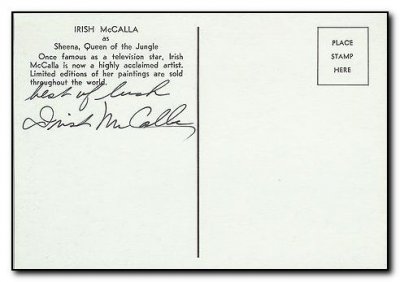 IRISH McCALLA
as
Sheena, Queen of the Jungle
Once famous as a television star, Irish
McCalla is now a highly acclaimed artist.
Limited editions of her paintings are sold
throughout the world.
best of luck
Irish McCalla
PLACE
STAMP
HERE